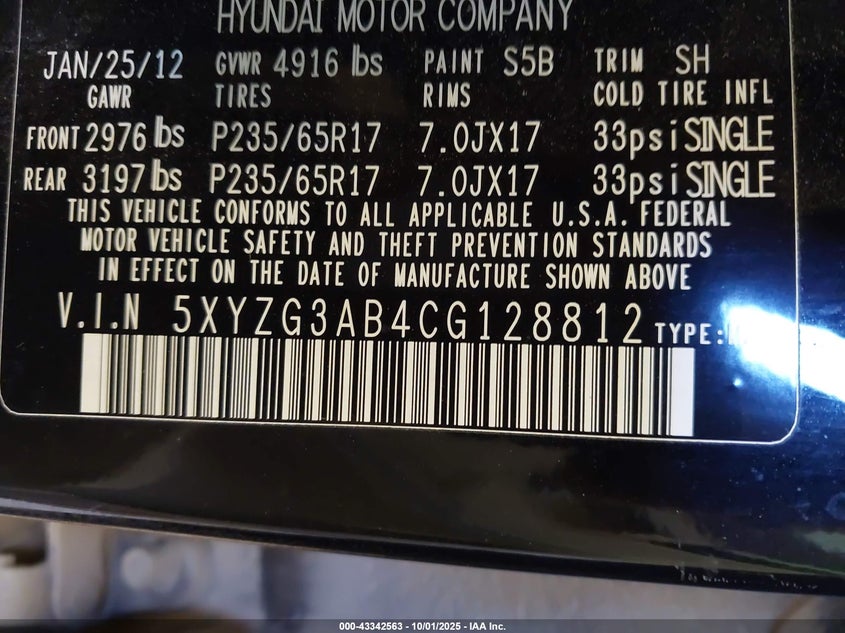 HYUNDAI MOTOR COMPANY
JAN/25/12 GVWR 4916 lbs PAINT S5B TRIM SH
GAWR TIRES RIMS COLD TIRE INFL
FRONT 2976 lbs P235/65R17 7.0JX17 33psi SINGLE
REAR 3197 lbs P235/65R17 7.0JX17 33psi SINGLE
THIS VEHICLE CONFORMS TO ALL APPLICABLE U.S.A. FEDERAL
MOTOR VEHICLE SAFETY AND THEFT PREVENTION STANDARDS
IN EFFECT ON THE DATE OF MANUFACTURE SHOWN ABOVE
V.I.N 5XYZG3AB4CG128812 TYPE:
000-43342563 - 10/01/2025 - IAA Inc.